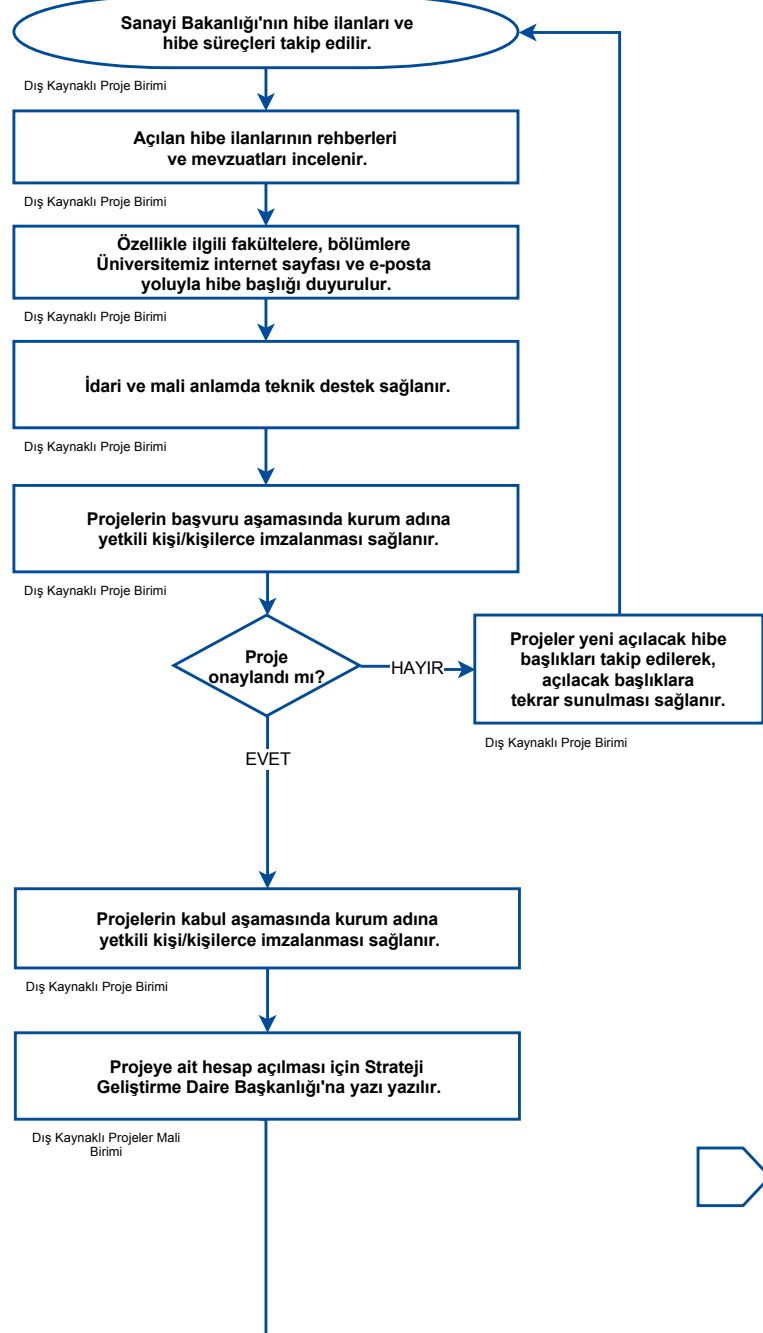 Sanayi Bakanlığı'nın hibe ilanları ve
hibe süreçleri takip edilir.
Dış Kaynaklı Proje Birimi
Açılan hibe ilanlarının rehberleri
ve mevzuatları incelenir.
Dış Kaynaklı Proje Birimi
Özellikle ilgili fakültelere, bölümlere
Üniversitemiz internet sayfası ve e-posta
yoluyla hibe başlığı duyurulur.
Dış Kaynaklı Proje Birimi
İdari ve mali anlamda teknik destek sağlanır.
Dış Kaynaklı Proje Birimi
Projelerin başvuru aşamasında kurum adına
yetkili kişi/kişilerce imzalanması sağlanır.
Dış Kaynaklı Proje Birimi
Proje
onaylandı mı?
HAYIR
Projeler yeni açılacak hibe
başlıkları takip edilerek,
açılacak başlıklara
tekrar sunulması sağlanır.
Dış Kaynaklı Proje Birimi
EVET
Projelerin kabul aşamasında kurum adına
yetkili kişi/kişilerce imzalanması sağlanır.
Dış Kaynaklı Proje Birimi
Projeye ait hesap açılması için Strateji
Geliştirme Daire Başkanlığı'na yazı yazılır.
Dış Kaynaklı Projeler Mali
Birimi